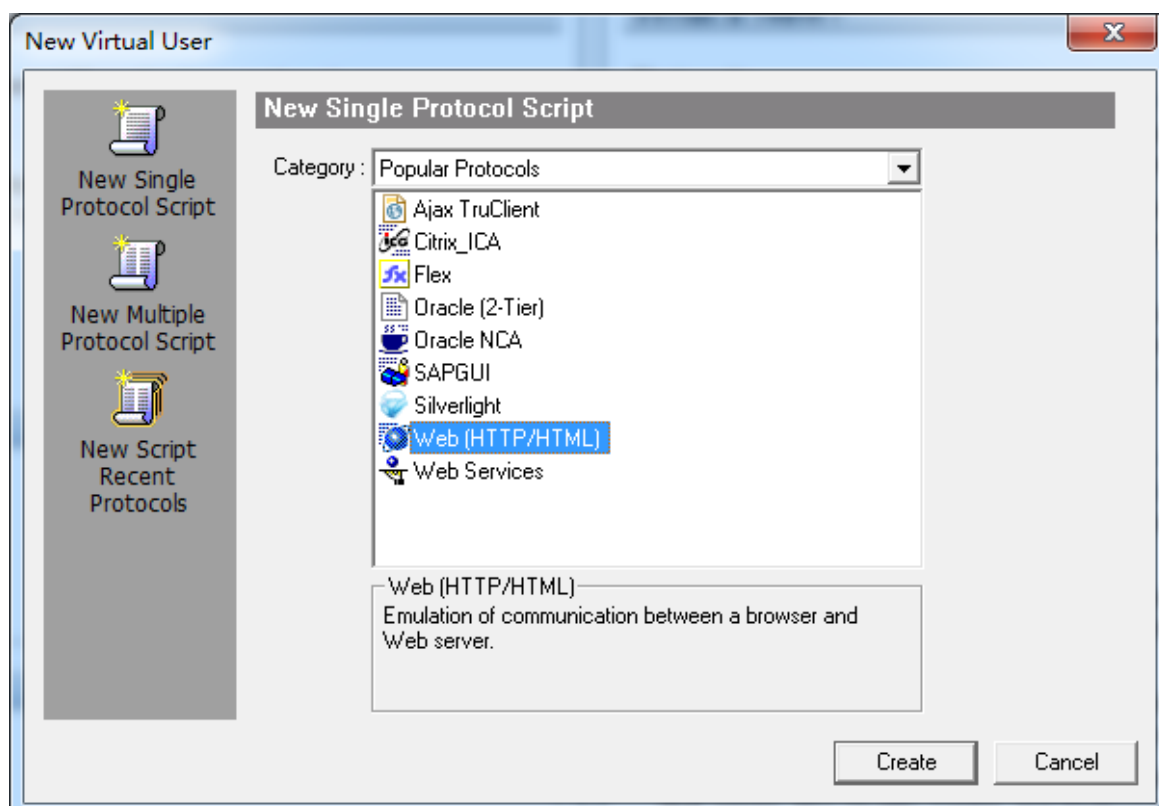 New Virtual User
New Single
Protocol Script
New Multiple
Protocol Script
New Script
Recent
Protocols
New Single Protocol Script
Category :
Popular Protocols
Ajax TruClient
Citrix_ICA
Flex
Oracle (2-Tier)
Oracle NCA
SAPGUI
Silverlight
Web (HTTP/HTML)
Web Services
Web (HTTP/HTML)
Emulation of communication between a browser and
Web server.
Create
Cancel